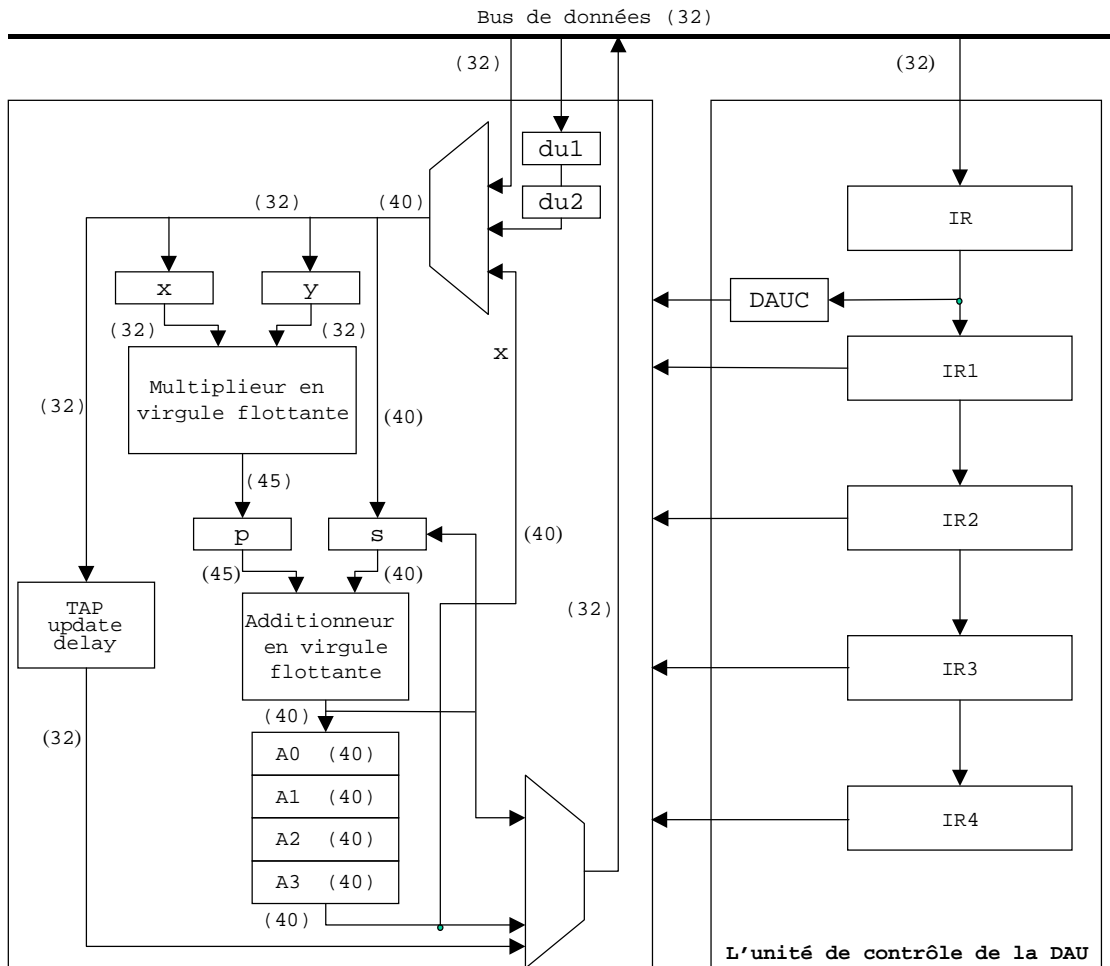 Bus de données (32)
(32)
(32)
du1
du2
(32)
(40)
IR
x
y
DAUC
(32)
(32)
x
IR1
Multiplieur en
virgule flottante
(32)
(40)
(45)
p
s
IR2
(40)
(45)
(40)
TAP
update
delay
Additionneur
en virgule
flottante
(32)
IR3
(40)
(32)
A0 (40)
A1 (40)
A2 (40)
A3 (40)
IR4
(40)
L'unité de contrôle de la DAU